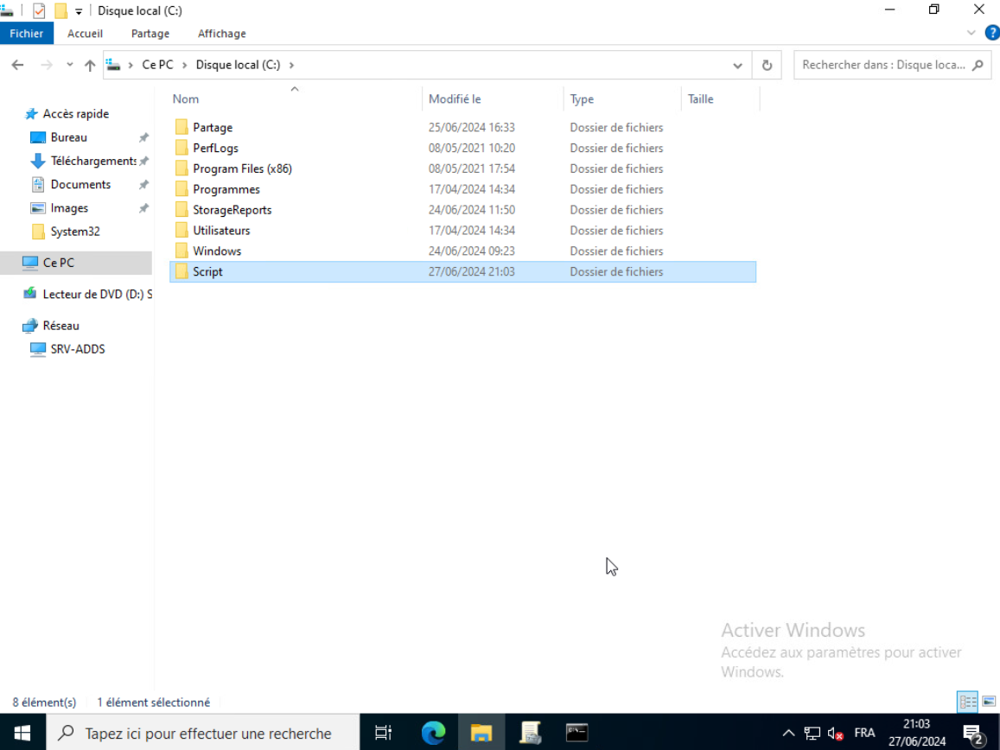 Disque local (C:)
Fichier Accueil Partage Affichage
Ce PC Disque local (C:) Rechercher dans : Disque loca...
Nom Modifié le Type Taille
Accès rapide
Bureau
Téléchargements
Documents
Images
System32
Ce PC
Lecteur de DVD (D:) S
Réseau
SRV-ADDS
Partage 25/06/2024 16:33 Dossier de fichiers
PerfLogs 08/05/2021 10:20 Dossier de fichiers
Program Files (x86) 08/05/2021 17:54 Dossier de fichiers
Programmes 17/04/2024 14:34 Dossier de fichiers
StorageReports 24/06/2024 11:50 Dossier de fichiers
Utilisateurs 17/04/2024 14:34 Dossier de fichiers
Windows 24/06/2024 09:23 Dossier de fichiers
Script 27/06/2024 21:03 Dossier de fichiers
Activer Windows
Accédez aux paramètres pour activer
Windows.
8 élément(s) 1 élément sélectionné
Tapez ici pour effectuer une recherche
FRA
21:03
27/06/2024
2